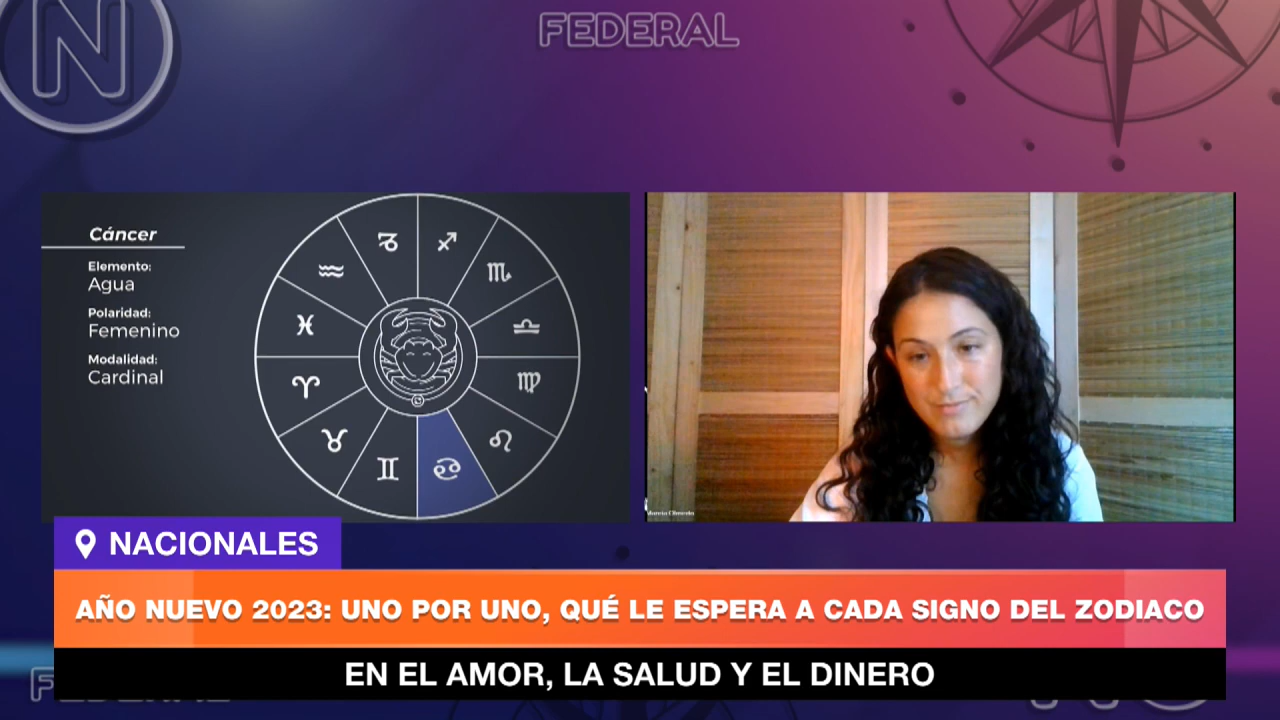 N
FEDERAL
Cáncer
Elemento:
Agua
Polaridad:
Femenino
Modalidad:
Cardinal
NACIONALES
AÑO NUEVO 2023: UNO POR UNO, QUÉ LE ESPERA A CADA SIGNO DEL ZODIACO
EN EL AMOR, LA SALUD Y EL DINERO